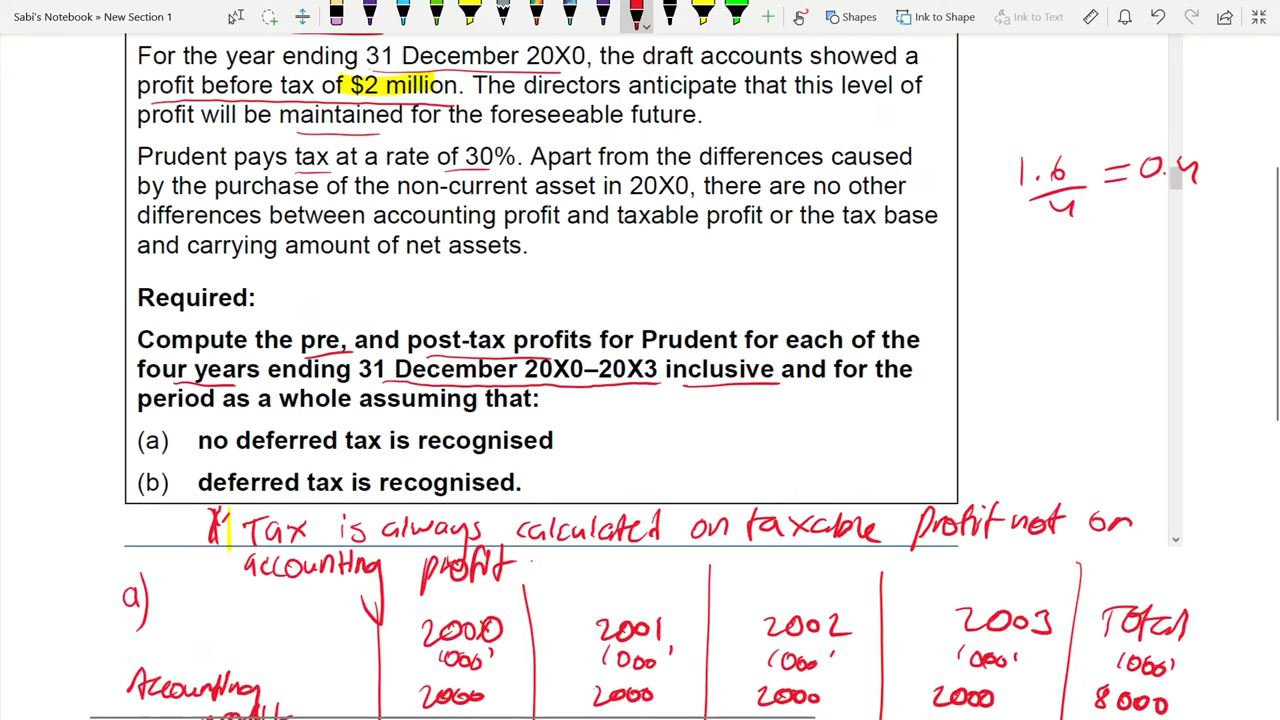 Sabi's Notebook » New Section 1
Shapes
Ink to Shape
Ink to Text
For the year ending 31 December 20X0, the draft accounts showed a
profit before tax of $2 million. The directors anticipate that this level of
profit will be maintained for the foreseeable future.
Prudent pays tax at a rate of 30%. Apart from the differences caused
by the purchase of the non-current asset in 20X0, there are no other
differences between accounting profit and taxable profit or the tax base
and carrying amount of net assets.
1.6
4
= 0.4
Required:
Compute the pre, and post-tax profits for Prudent for each of the
four years ending 31 December 20X0–20X3 inclusive and for the
period as a whole assuming that:
(a) no deferred tax is recognised
(b) deferred tax is recognised.
Tax is always calculated on taxable profit not on
accounting profit
a)
20X0 2001 2002 2003 Total
'000' '000' '000' '000' '000'
Accounting 2000 2000 2000 2000 8000